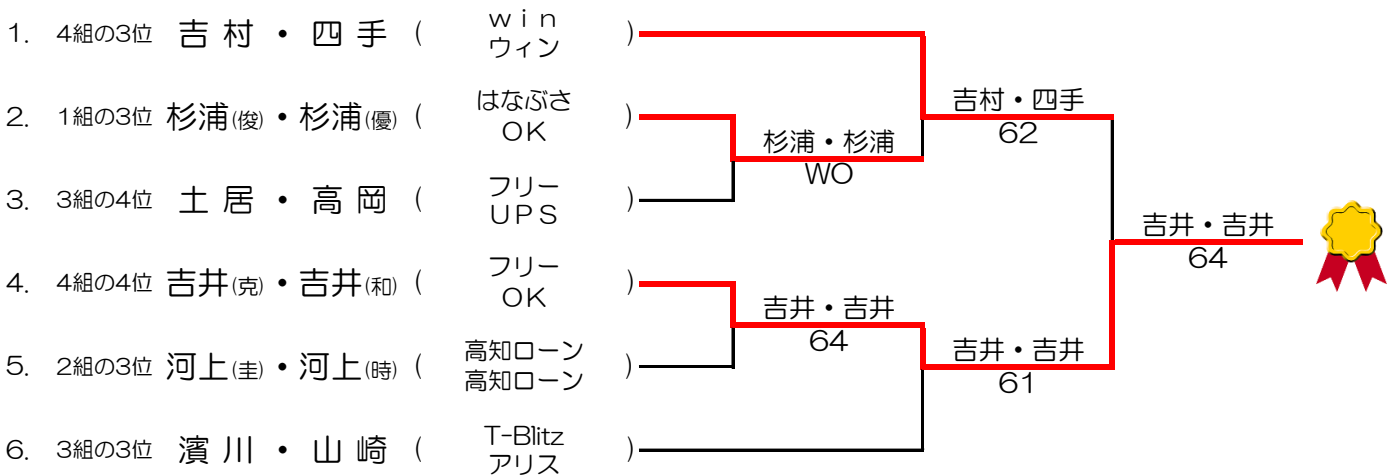 1. 4組の3位 吉村・四手 ( ｗｉｎ ウィン )
2. 1組の3位 杉浦(俊)・杉浦(優) ( はなぶさ OK )
3. 3組の4位 土居・高岡 ( フリー UPS )
4. 4組の4位 吉井(克)・吉井(和) ( フリー OK )
5. 2組の3位 河上(圭)・河上(時) ( 高知ローン 高知ローン )
6. 3組の3位 濱川・山崎 ( T-Blitz アリス )
杉浦・杉浦
WO
吉井・吉井
64
吉村・四手
62
吉井・吉井
61
吉井・吉井
64